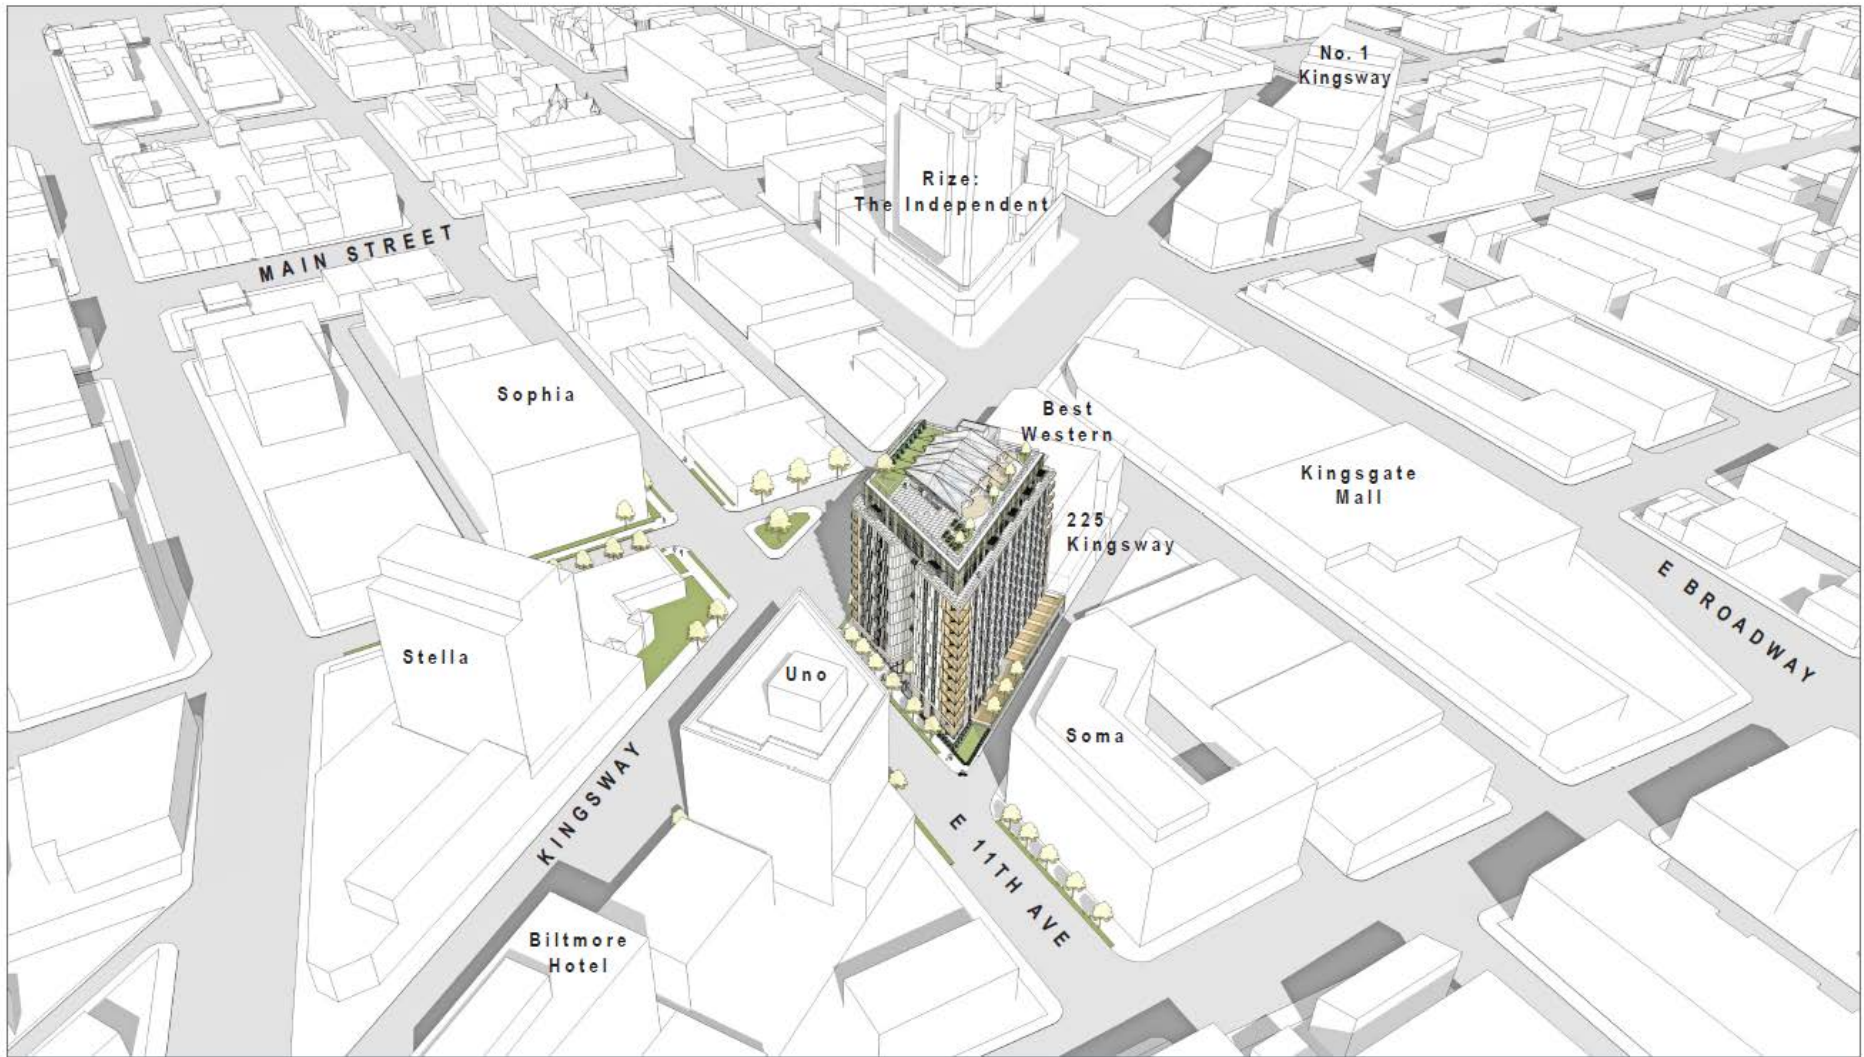 No. 1
Kingsway
Rize:
The Independent
MAIN STREET
Sophia
Best
Western
Kingsgate
Mall
225
Kingsway
E BROADWAY
Stella
Uno
Soma
KINGSWAY
E 11TH AVE
Biltmore
Hotel